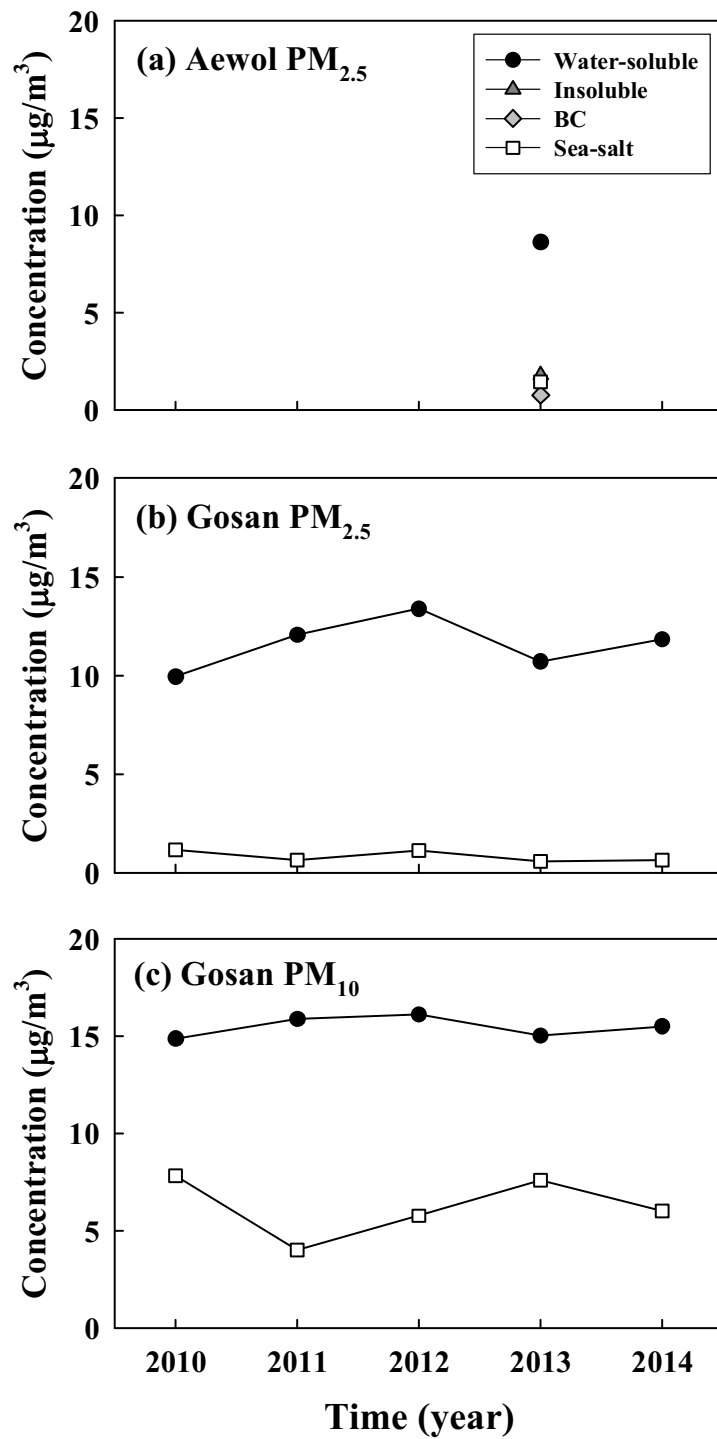 20
(a) Aewol PM2.5
Water-soluble
Insoluble
BC
Sea-salt
15
10
5
0
Concentration (μg/m³)
20
(b) Gosan PM2.5
15
10
5
0
Concentration (μg/m³)
20
(c) Gosan PM10
15
10
5
0
Concentration (μg/m³)
2010 2011 2012 2013 2014
Time (year)